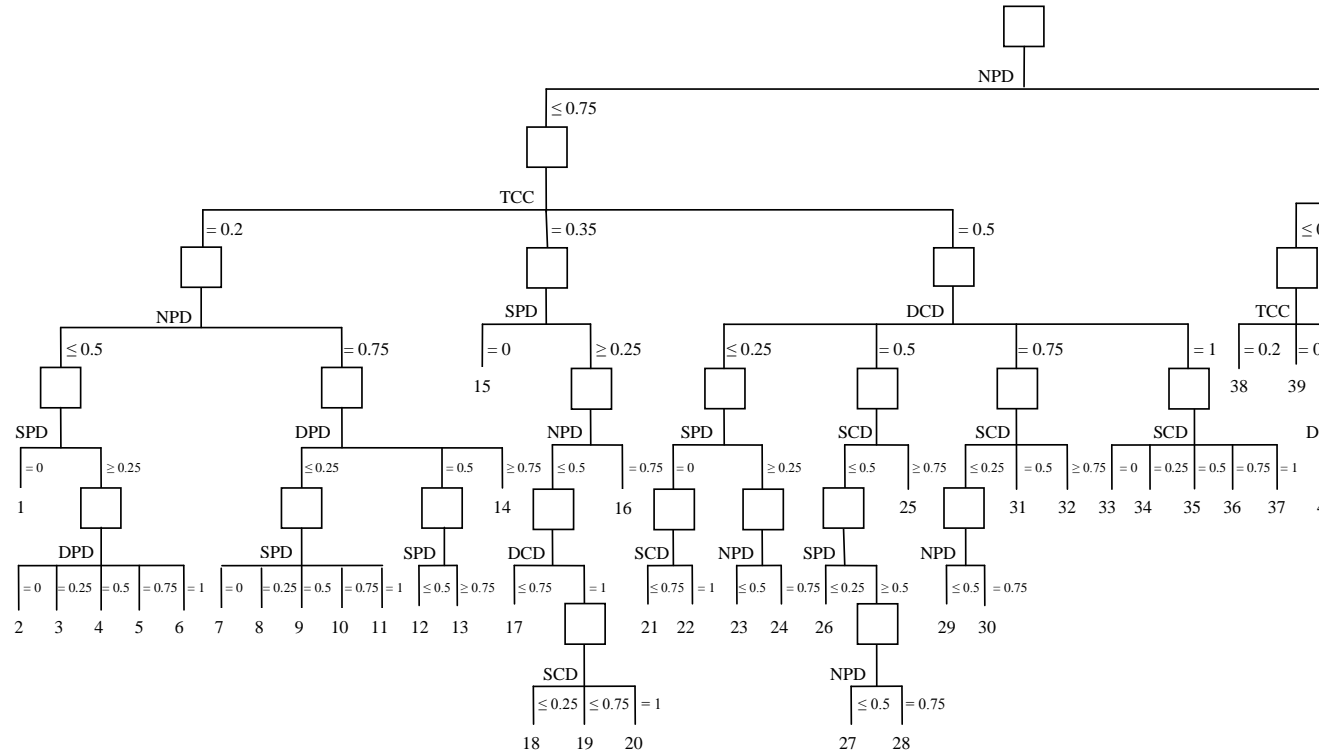 NPD
≤ 0.75
TCC
= 0.2 = 0.35 = 0.5 ≤ 0
NPD SPD DCD TCC
≤ 0.5 = 0.75 = 0 ≥ 0.25 ≤ 0.25 = 0.5 = 0.75 = 1 = 0.2 = 0
15 38 39
SPD DPD NPD SPD SCD SCD SCD D
= 0 ≥ 0.25 ≤ 0.25 = 0.5 ≥ 0.75 ≤ 0.5 = 0.75 = 0 ≥ 0.25 ≤ 0.5 ≥ 0.75 ≤ 0.25 = 0.5 ≥ 0.75 = 0 = 0.25 = 0.5 = 0.75 = 1
1 14 16 25 31 32 33 34 35 36 37
DPD SPD SPD DCD SCD NPD SPD NPD
= 0 = 0.25 = 0.5 = 0.75 = 1 = 0 = 0.25 = 0.5 = 0.75 = 1 ≤ 0.5 ≥ 0.75 ≤ 0.75 = 1 ≤ 0.75 = 1 ≤ 0.5 = 0.75 ≤ 0.25 ≥ 0.5 ≤ 0.5 = 0.75
2 3 4 5 6 7 8 9 10 11 12 13 17 21 22 23 24 26 29 30
SCD NPD
≤ 0.25 ≤ 0.75 = 1 ≤ 0.5 = 0.75
18 19 20 27 28